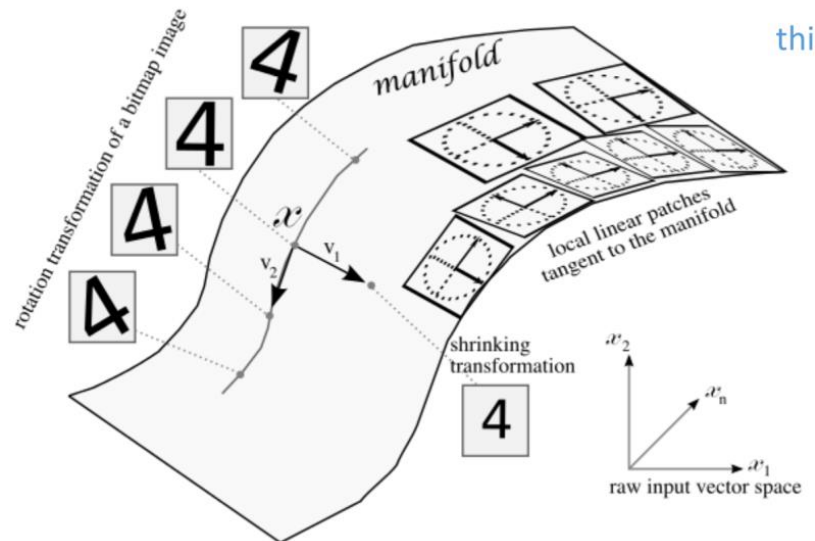 thi
manifold
rotation transformation of a bitmap image
4
4
4
4
x
v1
v2
local linear patches
tangent to the manifold
shrinking
transformation
4
x2
xn
x1
raw input vector space